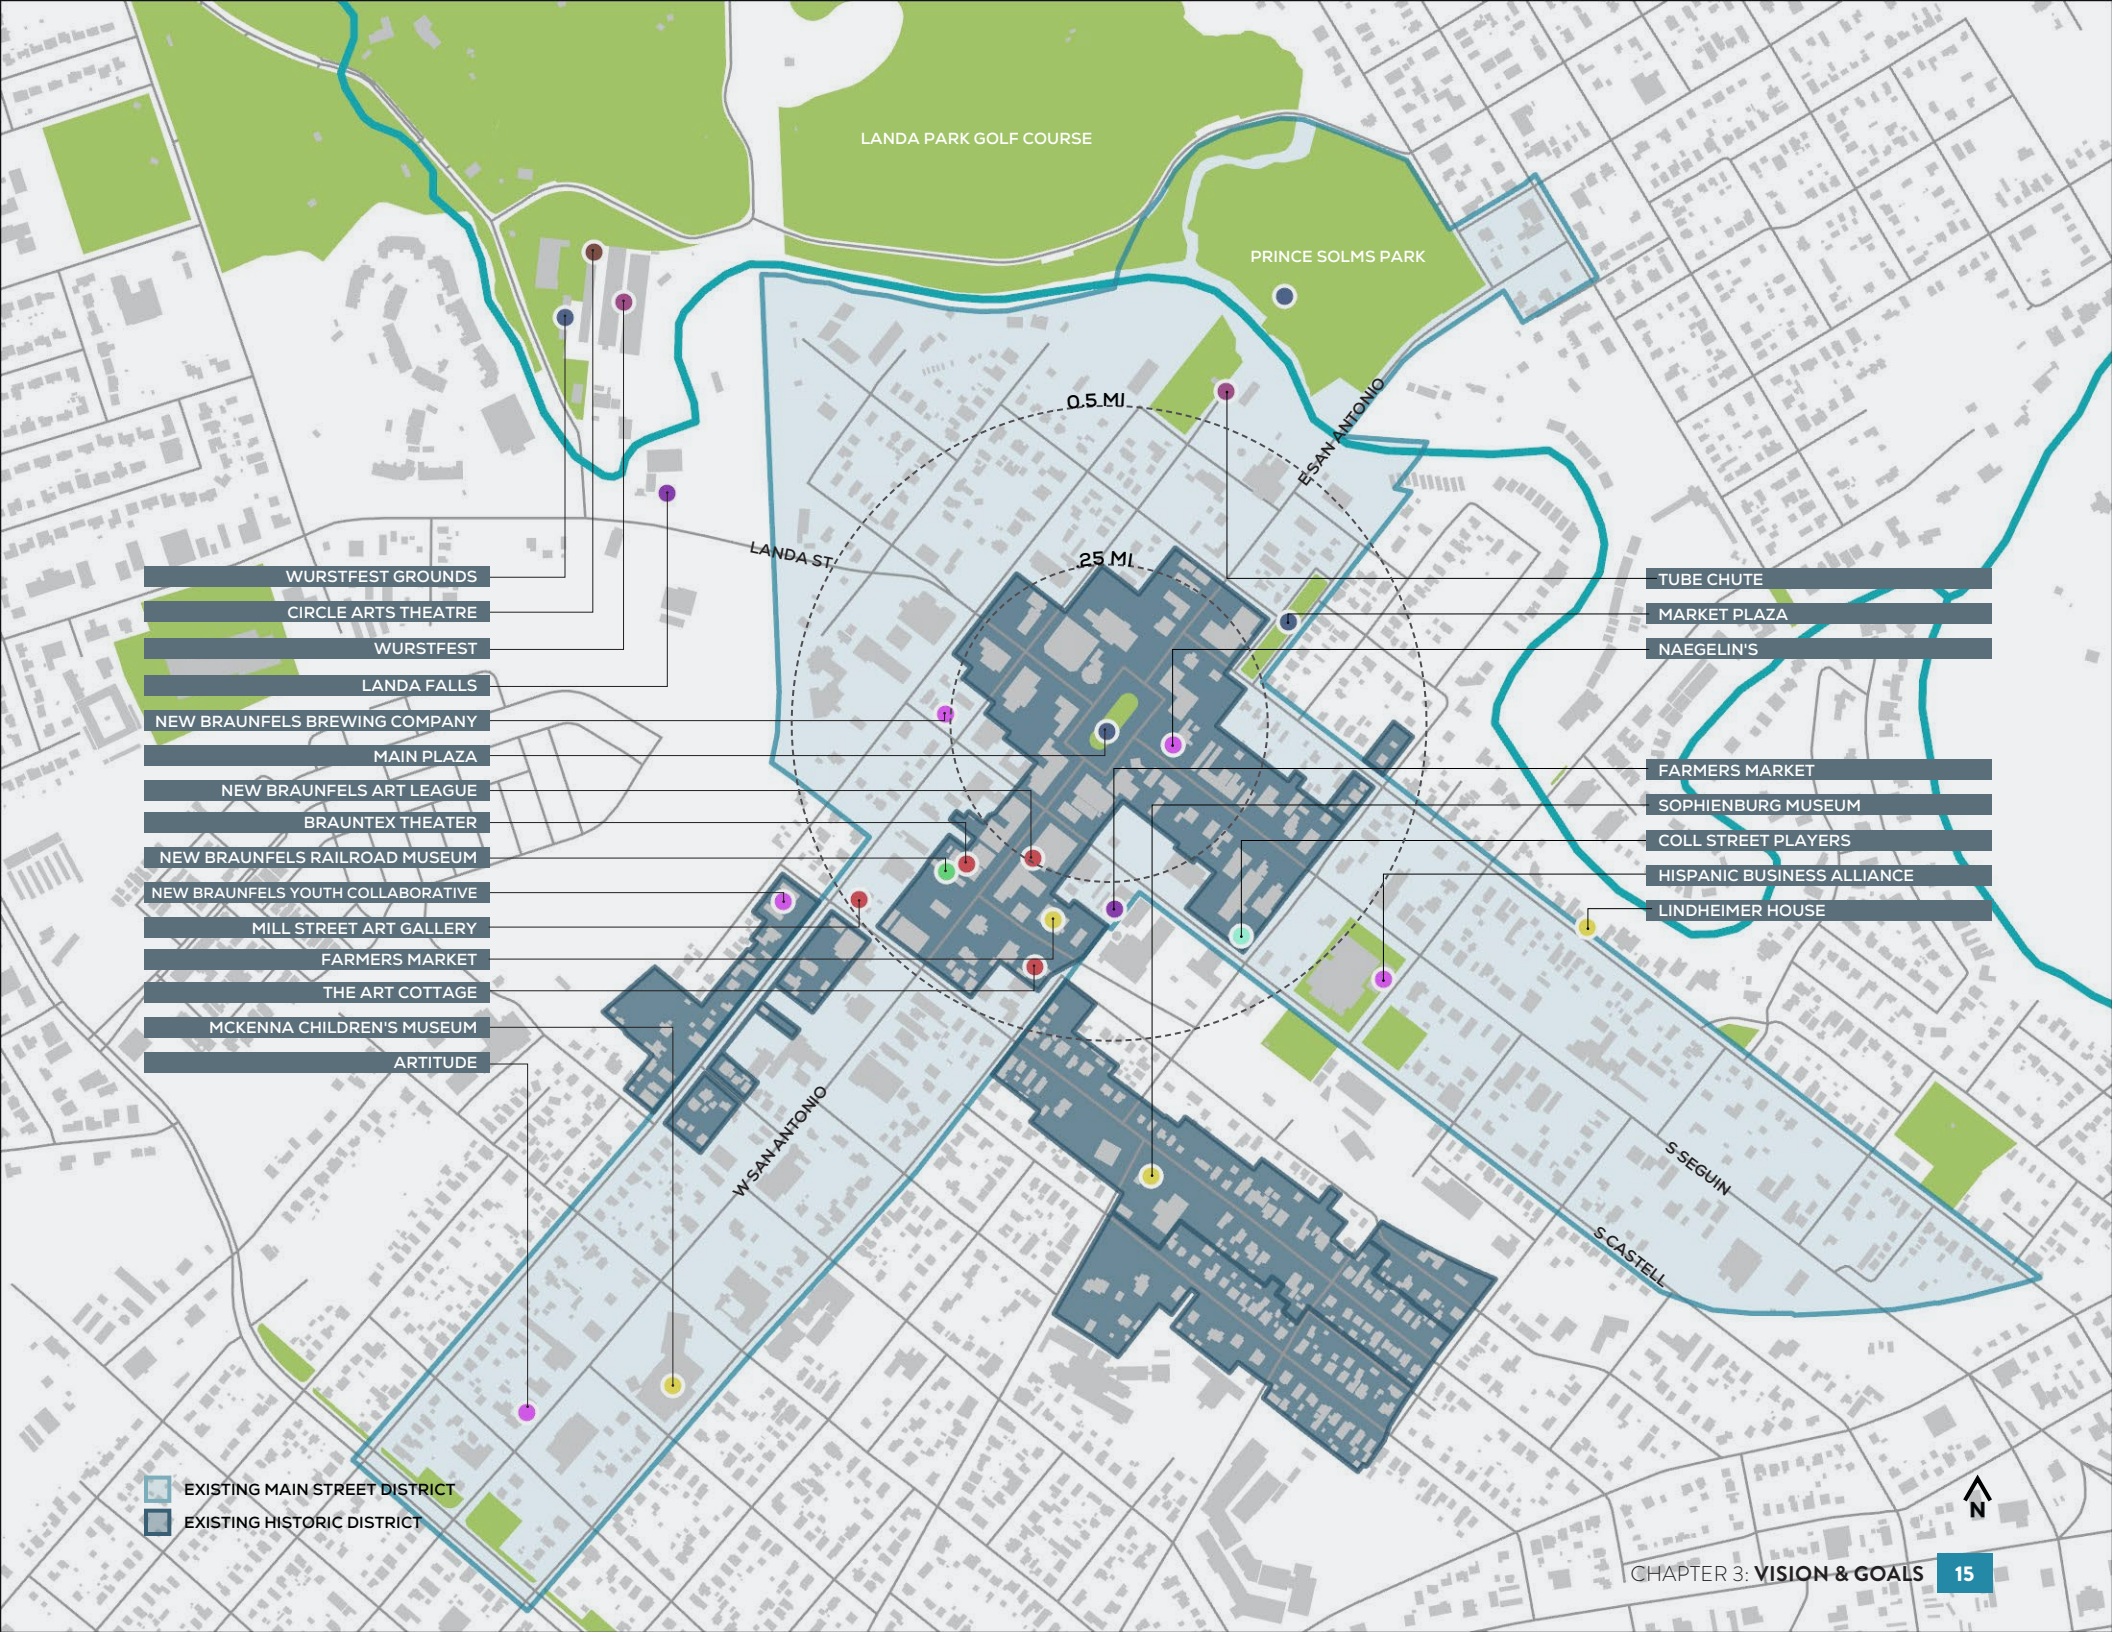 LANDA PARK GOLF COURSE
PRINCE SOLMS PARK
0.5 MI
E SAN ANTONIO
LANDA ST
.25 MI
WURSTFEST GROUNDS
CIRCLE ARTS THEATRE
WURSTFEST
LANDA FALLS
NEW BRAUNFELS BREWING COMPANY
MAIN PLAZA
NEW BRAUNFELS ART LEAGUE
BRAUNTEX THEATER
NEW BRAUNFELS RAILROAD MUSEUM
NEW BRAUNFELS YOUTH COLLABORATIVE
MILL STREET ART GALLERY
FARMERS MARKET
THE ART COTTAGE
MCKENNA CHILDREN'S MUSEUM
ARTITUDE
TUBE CHUTE
MARKET PLAZA
NAEGELIN'S
FARMERS MARKET
SOPHIENBURG MUSEUM
COLL STREET PLAYERS
HISPANIC BUSINESS ALLIANCE
LINDHEIMER HOUSE
W SAN ANTONIO
S SEGUIN
S CASTELL
EXISTING MAIN STREET DISTRICT
EXISTING HISTORIC DISTRICT
N
CHAPTER 3: VISION & GOALS 15